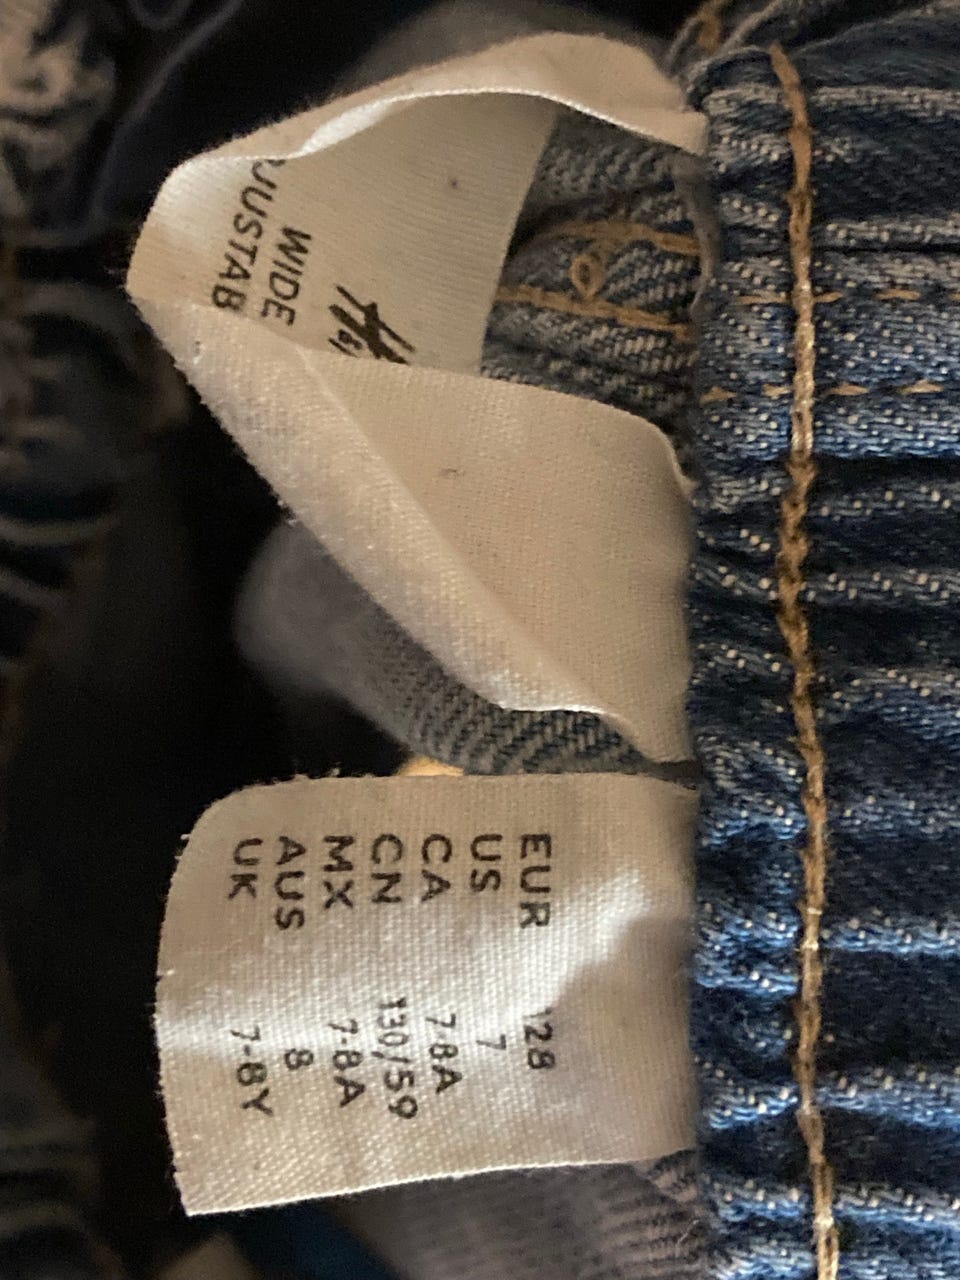 WIDE
EUR 128
US 7
CA 7-8A
CN 130/59
MX 7-8A
AUS 8
UK 7-8Y